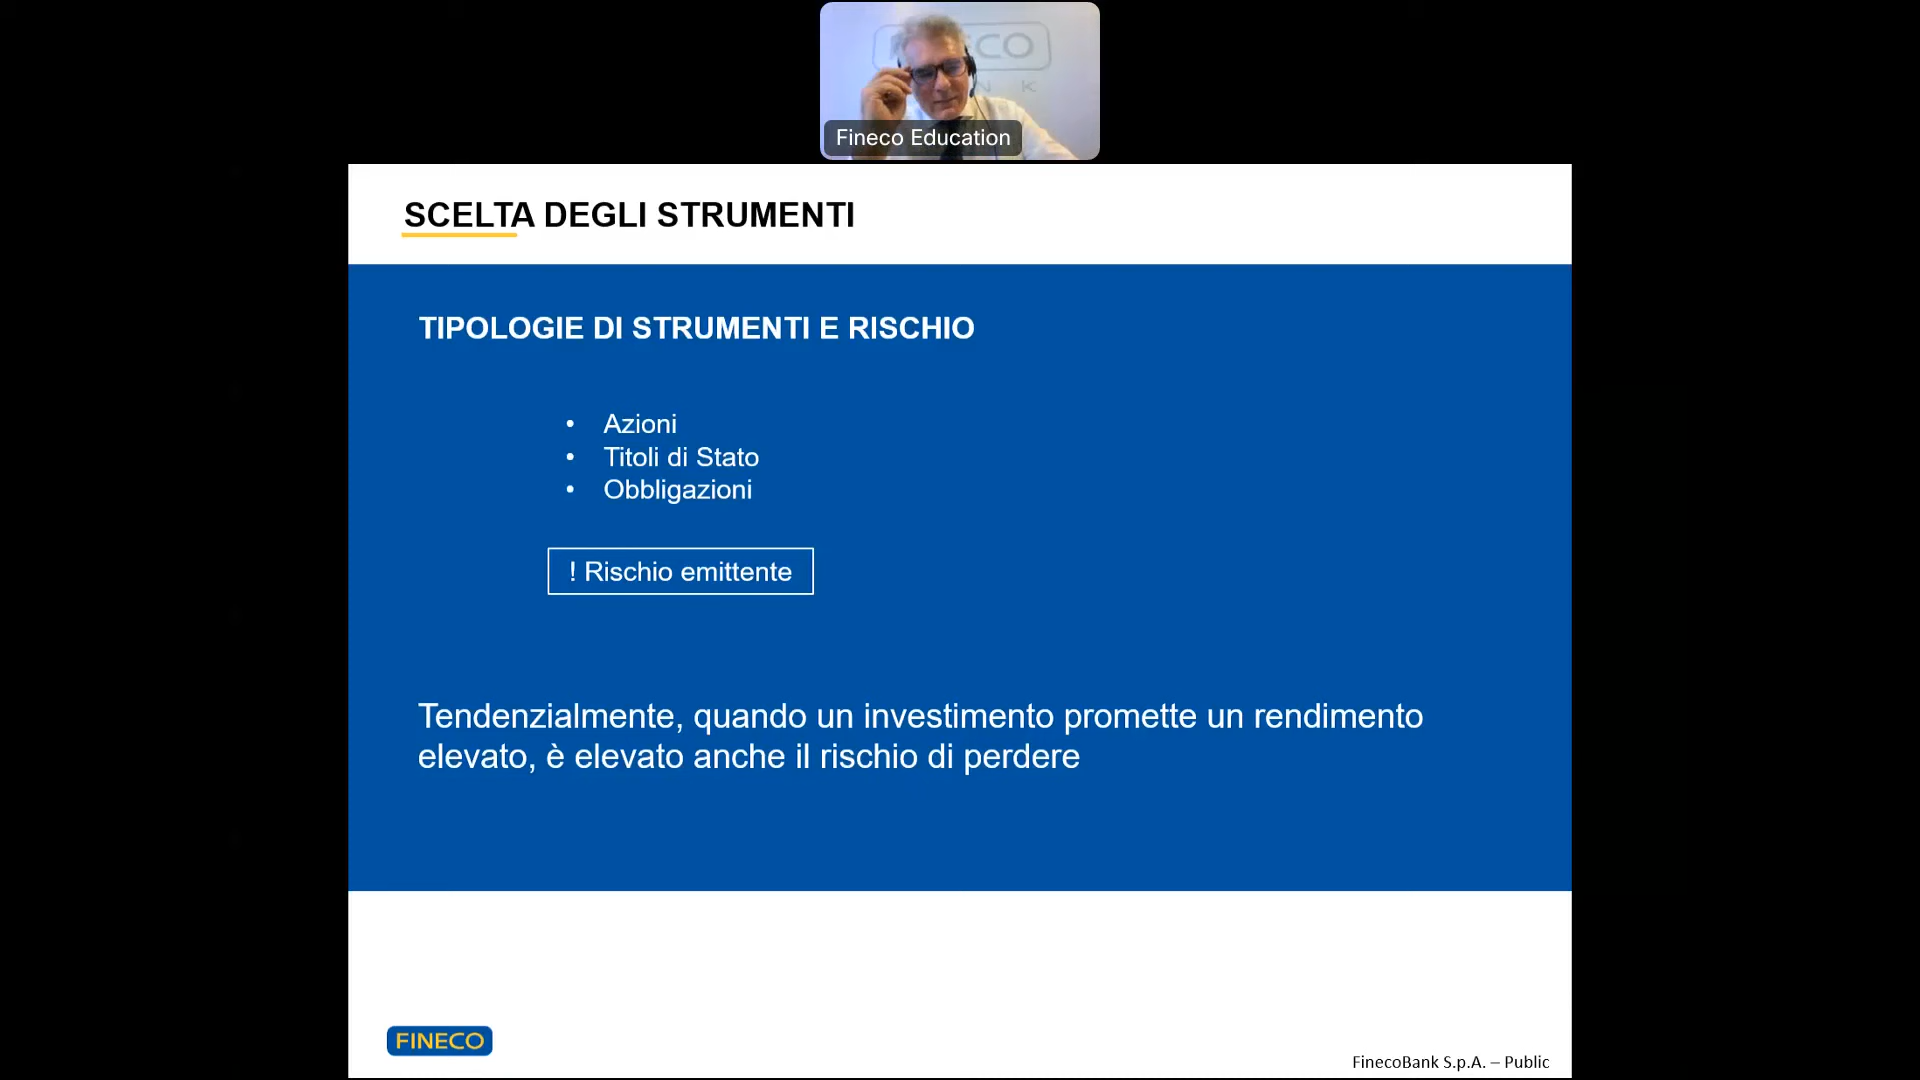 Fineco Education
SCELTA DEGLI STRUMENTI
TIPOLOGIE DI STRUMENTI E RISCHIO
• Azioni
• Titoli di Stato
• Obbligazioni
! Rischio emittente
Tendenzialmente, quando un investimento promette un rendimento
elevato, è elevato anche il rischio di perdere
FINECO
FinecoBank S.p.A. – Public